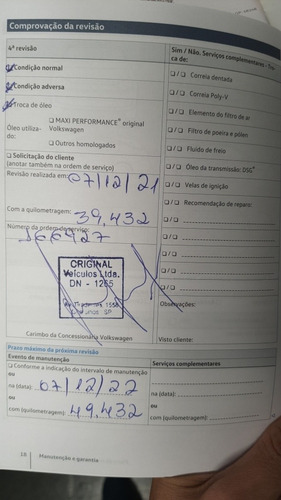 Comprovação da revisão
4ª revisão
Condição normal
Condição adversa
Troca de óleo
Óleo utiliza-
do:
❑ MAXI PERFORMANCE® original
Volkswagen
❑ Outros homologados
❑ Solicitação do cliente
(anotar também na ordem de serviço)
Revisão realizada em: 07/12/21
Com a quilometragem: 39.432
Número da ordem de serviço:
166927
ORIGINAL
Veículos Ltda.
DN - 1265
SP
Carimbo da Concessionária Volkswagen
Sim / Não. Serviços complementares -
ca de:
❑ / ❑ Correia dentada
❑ / ❑ Correia Poly-V
❑ / ❑ Elemento do filtro de ar
❑ / ❑ Filtro de poeira e pólen
❑ / ❑ Fluido de freio
❑ / ❑ Óleo da transmissão: DSG®
❑ / ❑ Velas de ignição
❑ / ❑ Recomendação de reparo:
❑ / ❑
❑ / ❑
❑ / ❑
❑ / ❑
❑ / ❑
Observações:
Visto cliente:
Prazo máximo da próxima revisão
Evento de manutenção
❑ Conforme a indicação do intervalo de manutenção
ou
na (data): 07/12/22
ou
com (quilometragem): 49.432
Serviços complementares
na (data):
ou
com (quilometragem):
18 Manutenção e garantia